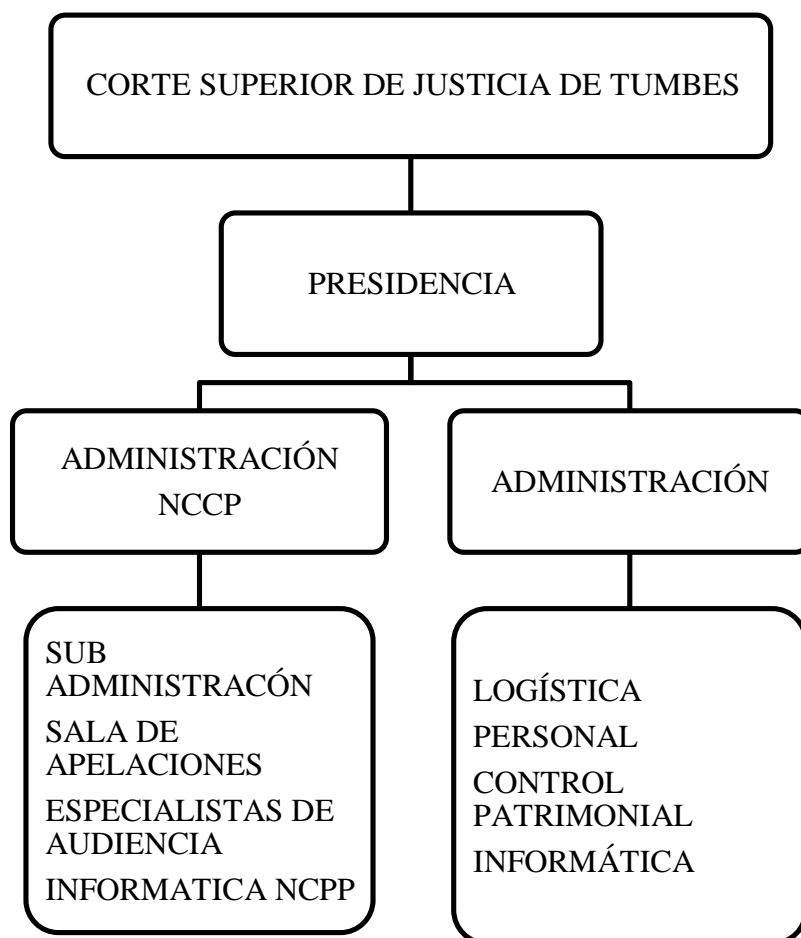 CORTE SUPERIOR DE JUSTICIA DE TUMBES
PRESIDENCIA
ADMINISTRACIÓN
NCCP
ADMINISTRACIÓN
SUB
ADMINISTRACÓN
SALA DE
APELACIONES
ESPECIALISTAS DE
AUDIENCIA
INFORMATICA NCPP
LOGÍSTICA
PERSONAL
CONTROL
PATRIMONIAL
INFORMÁTICA